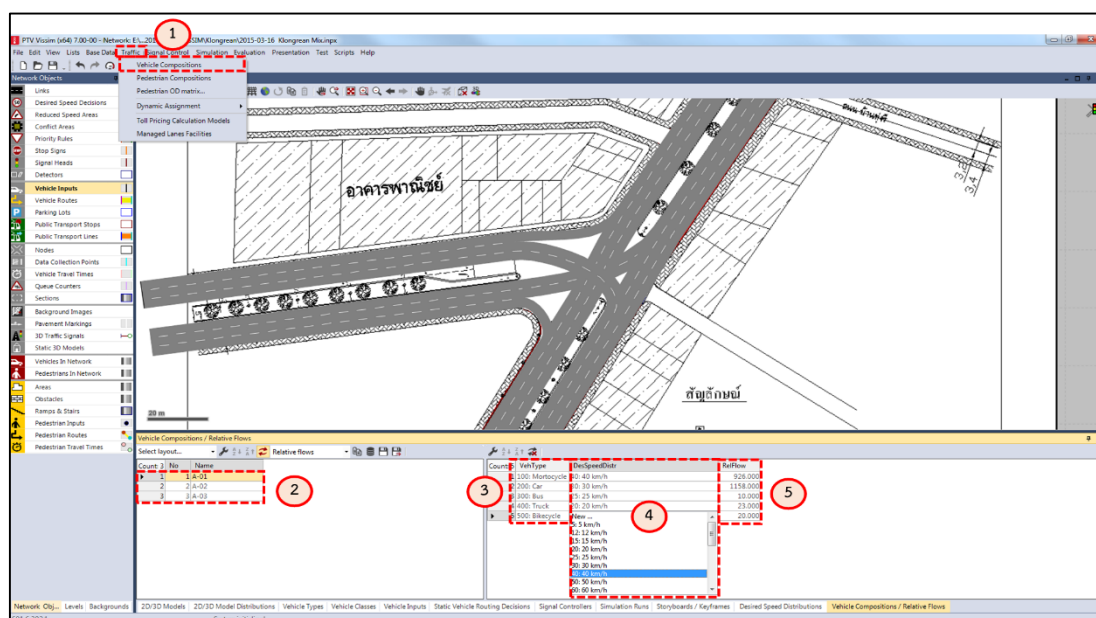 1
PTV Vissim (x64) 7.00-00 - Network: E:\...201 SSIM\Klongrean\2015-03-16 Klongrean Mix.inpx
File Edit View Lists Base Data Traffic Signal Control Simulation Evaluation Presentation Test Scripts Help
Vehicle Compositions
Pedestrian Compositions
Pedestrian OD matrix...
Dynamic Assignment
Toll Pricing Calculation Models
Managed Lanes Facilities
Network Objects
Links
Desired Speed Decisions
Reduced Speed Areas
Conflict Areas
Priority Rules
Stop Signs
Signal Heads
Detectors
Vehicle Inputs
Vehicle Routes
Parking Lots
Public Transport Stops
Public Transport Lines
Nodes
Data Collection Points
Vehicle Travel Times
Queue Counters
Sections
Background Images
Pavement Markings
3D Traffic Signals
Static 3D Models
Vehicles In Network
Pedestrians In Network
Areas
Obstacles
Ramps & Stairs
Pedestrian Inputs
Pedestrian Routes
Pedestrian Travel Times
อาคารพาณิชย์
3.4
สัญลักษณ์
20 m
Vehicle Compositions / Relative Flows
Select layout... Relative flows
Count: 3 No Name
1 1 A-01
2 2 A-02
3 3 A-03
2
3
Count: 5 VehType DesSpeedDistr RelFlow
1 100: Mortocycle 40: 40 km/h 926.000
2 200: Car 30: 30 km/h 1158.000
3 300: Bus 25: 25 km/h 10.000
4 400: Truck 20: 20 km/h 23.000
5 500: Bikecycle New ... 20.000
5: 5 km/h
12: 12 km/h
15: 15 km/h
20: 20 km/h
25: 25 km/h
30: 30 km/h
40: 40 km/h
50: 50 km/h
60: 60 km/h
4
5
Network Obj... Levels Backgrounds
2D/3D Models 2D/3D Model Distributions Vehicle Types Vehicle Classes Vehicle Inputs Static Vehicle Routing Decisions Signal Controllers Simulation Runs Storyboards / Keyframes Desired Speed Distributions Vehicle Compositions / Relative Flows